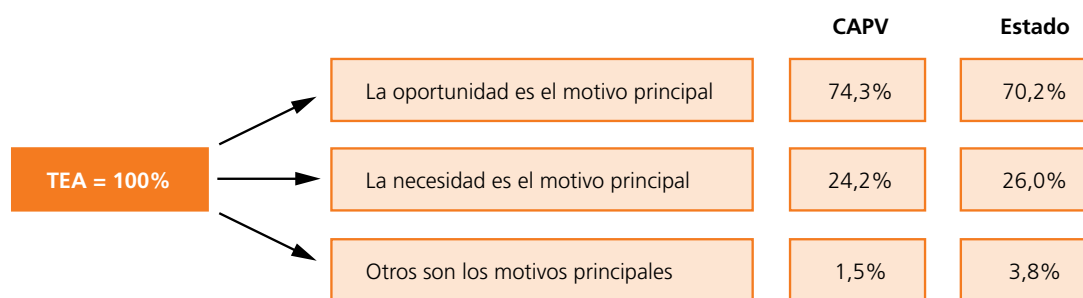 CAPV Estado
La oportunidad es el motivo principal 74,3% 70,2%
TEA = 100% La necesidad es el motivo principal 24,2% 26,0%
Otros son los motivos principales 1,5% 3,8%